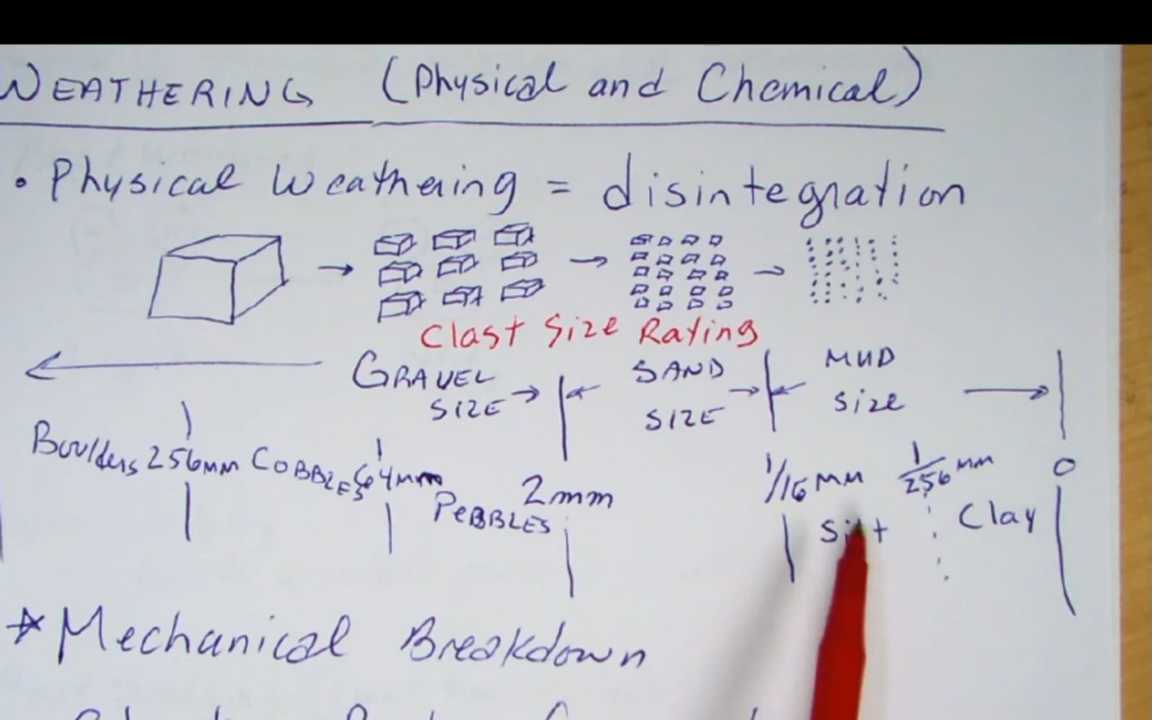 WEATHERING (Physical and Chemical)
• Physical Weathering = disintegration
Clast Size Rating
GRAVEL SIZE
SAND SIZE
MUD Size
Boulders 256mm COBBLES 64mm PEBBLES 2mm
1/16mm 1/256mm 0
Silt Clay
* Mechanical Breakdown